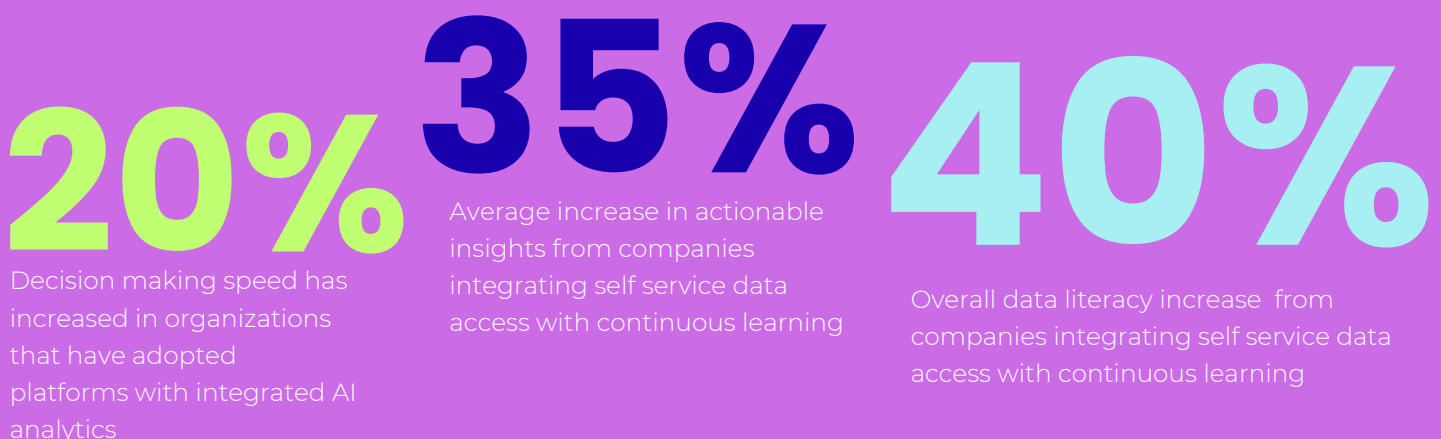 20%
Decision making speed has
increased in organizations
that have adopted
platforms with integrated AI
analytics
35%
Average increase in actionable
insights from companies
integrating self service data
access with continuous learning
40%
Overall data literacy increase  from
companies integrating self service data
access with continuous learning